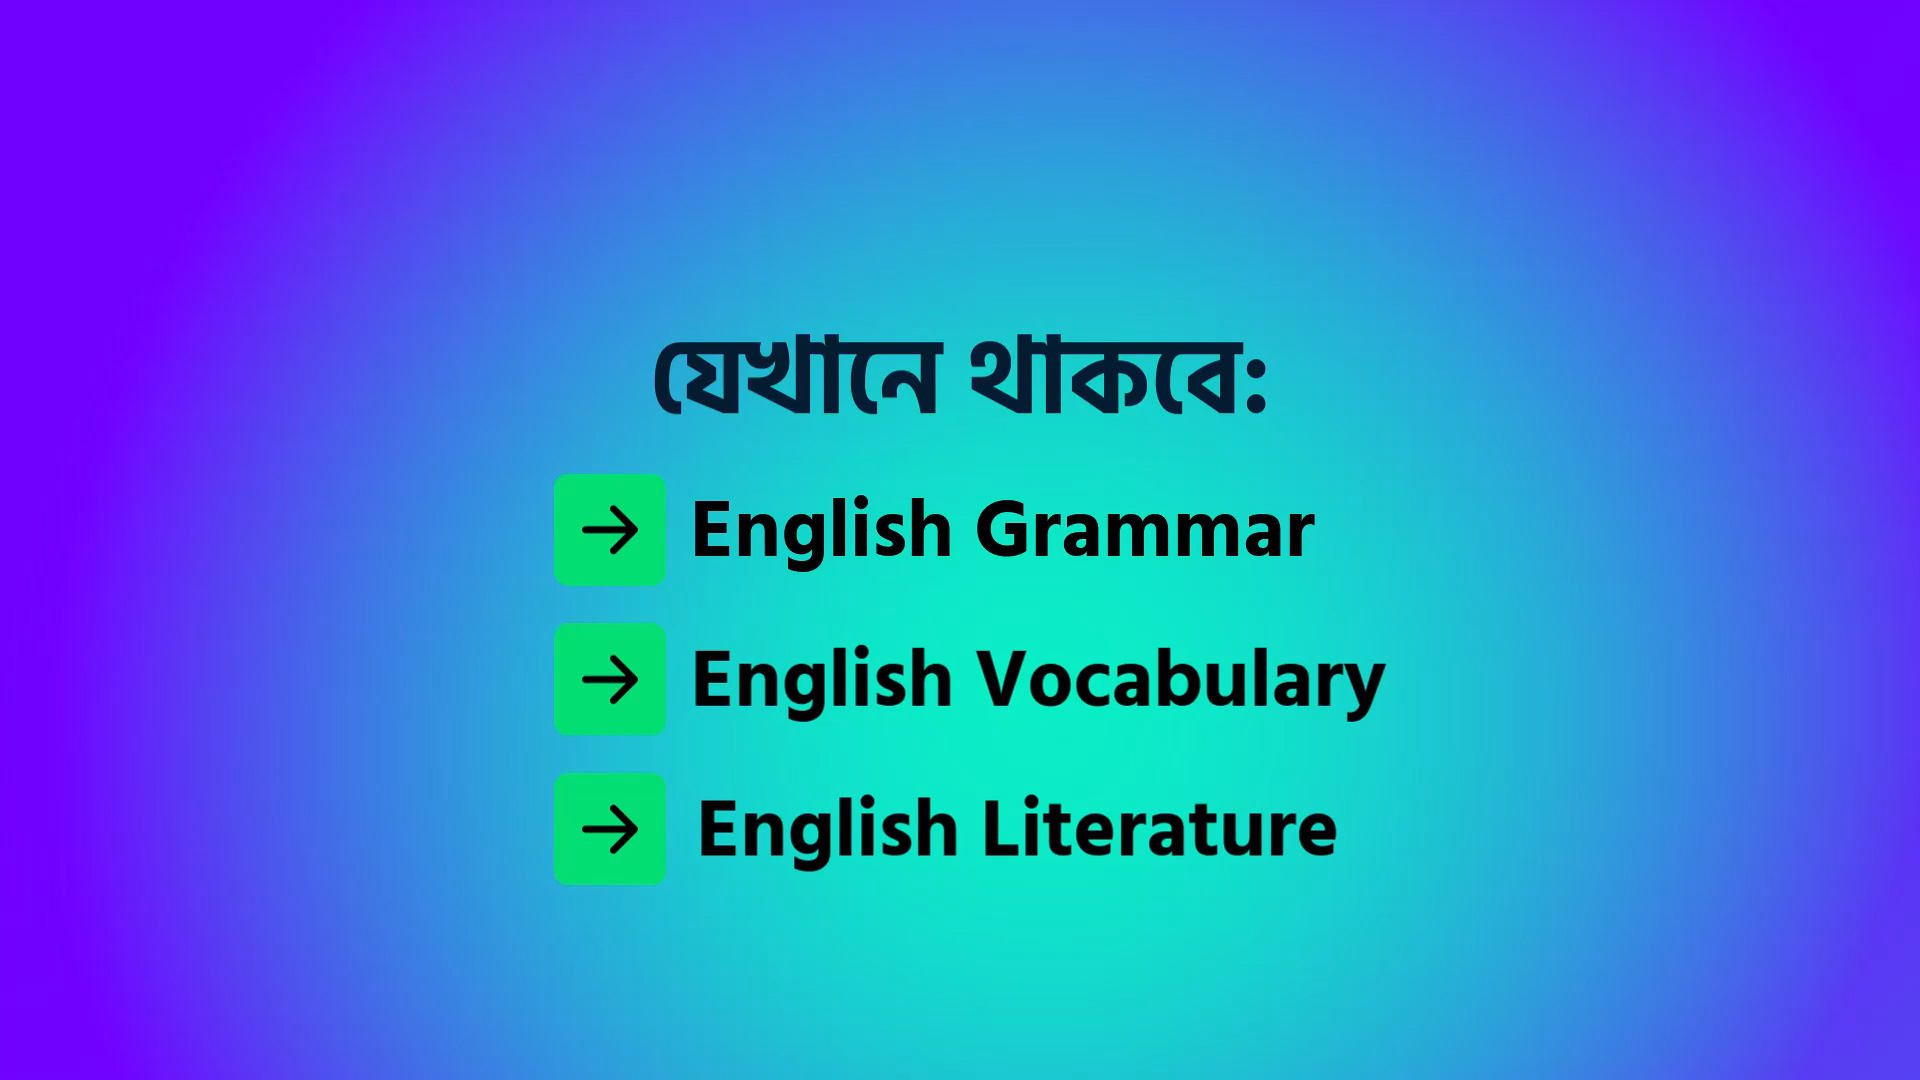 যেখানে থাকবে:
English Grammar
English Vocabulary
English Literature